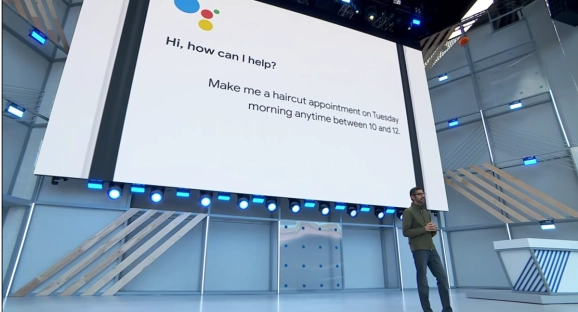 Hi, how can I help?
Make me a haircut appointment on Tuesday
morning anytime between 10 and 12.